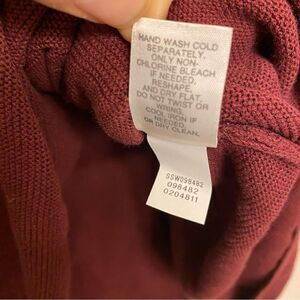 HAND WASH COLD
SEPARATELY.
ONLY NON-
CHLORINE BLEACH
IF NEEDED.
RESHAPE,
AND DRY FLAT.
DO NOT TWIST OR
WRING.
COOL IRON IF
NEEDED
OR DRY CLEAN.
SSW098482
098482
0204811